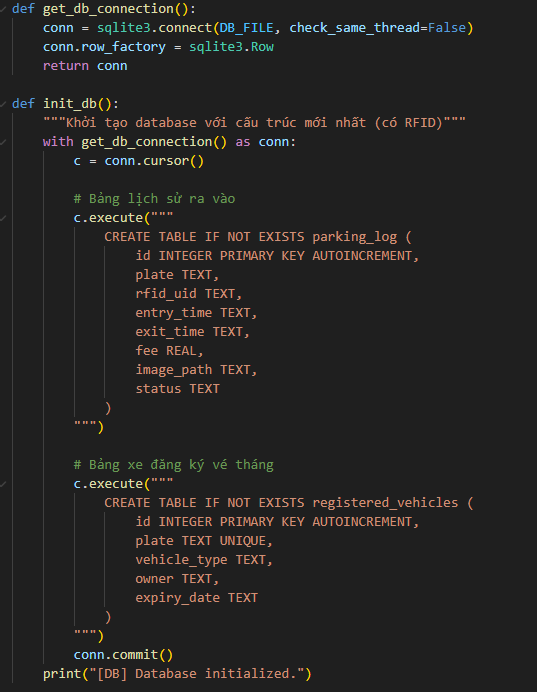 def get_db_connection():
    conn = sqlite3.connect(DB_FILE, check_same_thread=False)
    conn.row_factory = sqlite3.Row
    return conn

def init_db():
    """Khởi tạo database với cấu trúc mới nhất (có RFID)"""
    with get_db_connection() as conn:
        c = conn.cursor()

        # Bảng lịch sử ra vào
        c.execute("""
            CREATE TABLE IF NOT EXISTS parking_log (
                id INTEGER PRIMARY KEY AUTOINCREMENT,
                plate TEXT,
                rfid_uid TEXT,
                entry_time TEXT,
                exit_time TEXT,
                fee REAL,
                image_path TEXT,
                status TEXT
            )
        """)

        # Bảng xe đăng ký vé tháng
        c.execute("""
            CREATE TABLE IF NOT EXISTS registered_vehicles (
                id INTEGER PRIMARY KEY AUTOINCREMENT,
                plate TEXT UNIQUE,
                vehicle_type TEXT,
                owner TEXT,
                expiry_date TEXT
            )
        """)
        conn.commit()
    print("[DB] Database initialized.")